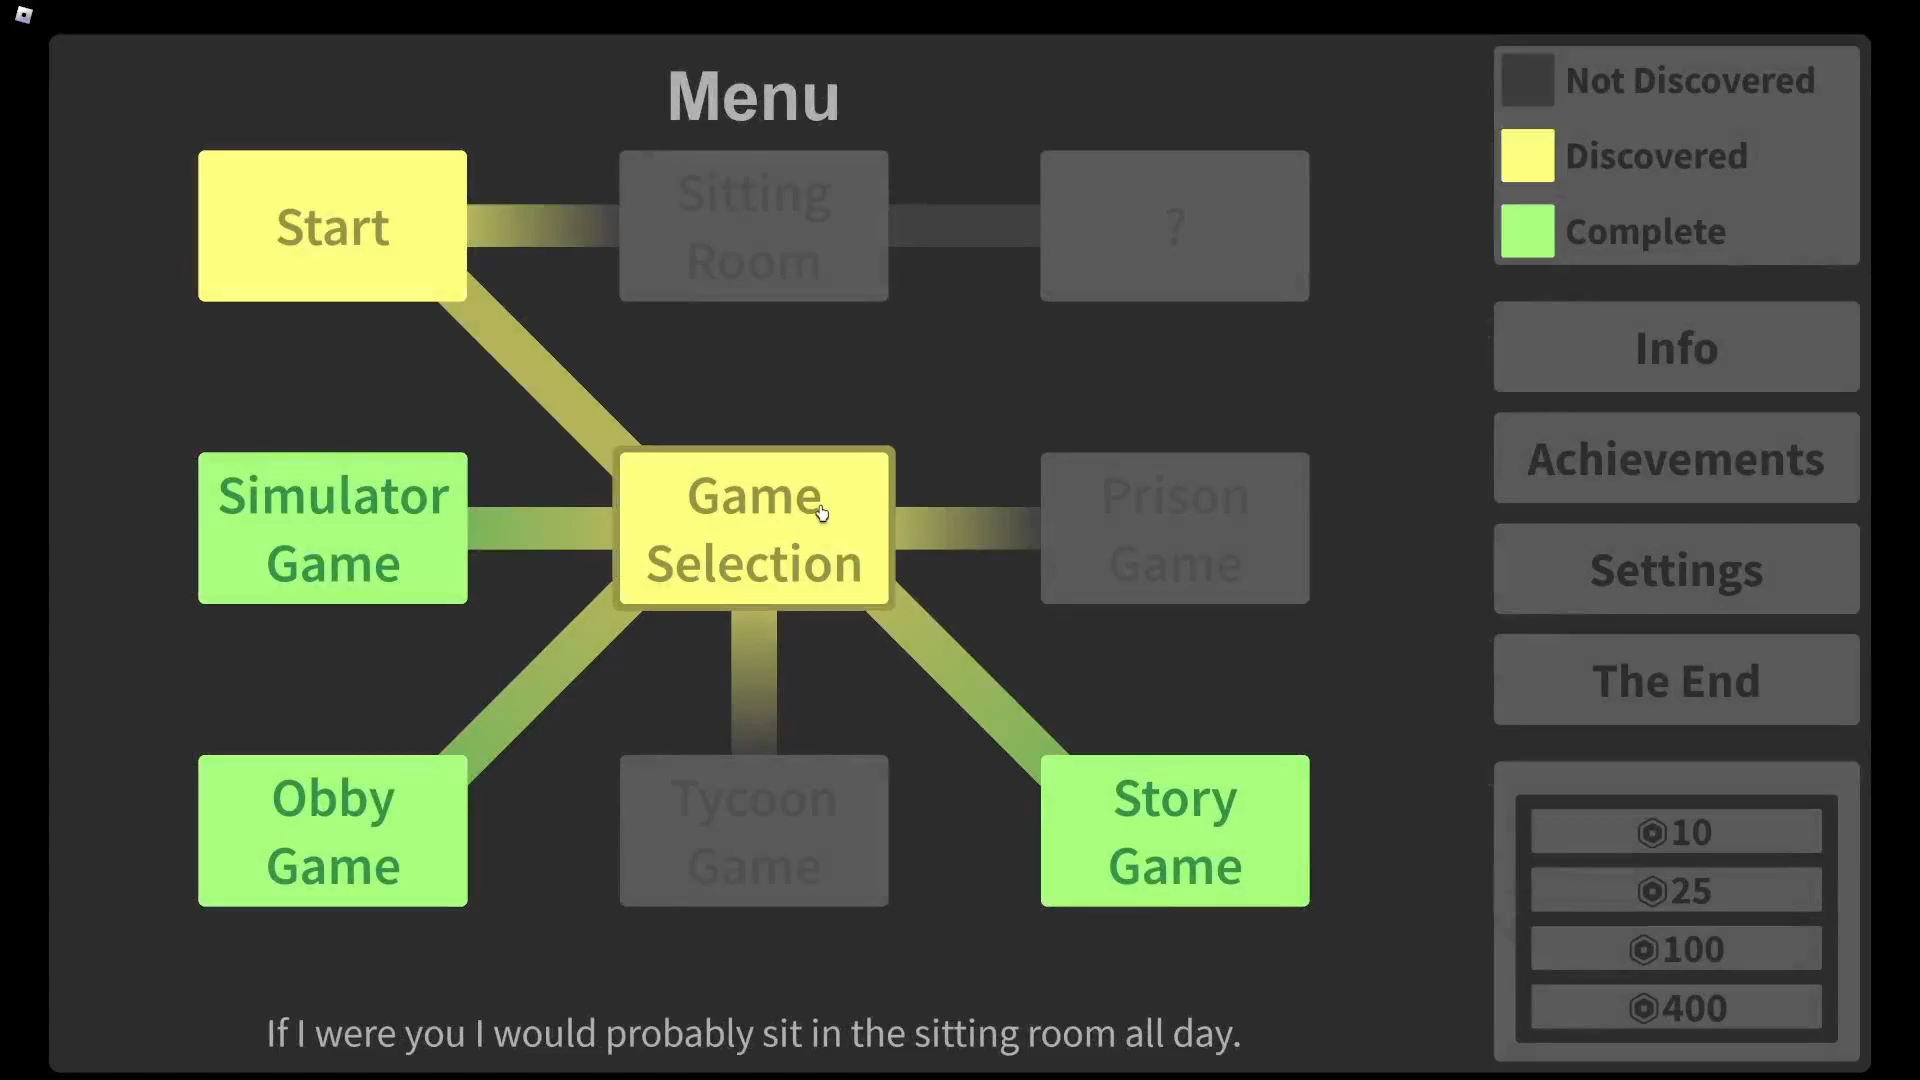 Menu
Start
Sitting
Room
?
Simulator
Game
Game
Selection
Prison
Game
Obby
Game
Tycoon
Game
Story
Game
If I were you I would probably sit in the sitting room all day.
Not Discovered
Discovered
Complete
Info
Achievements
Settings
The End
10
25
100
400